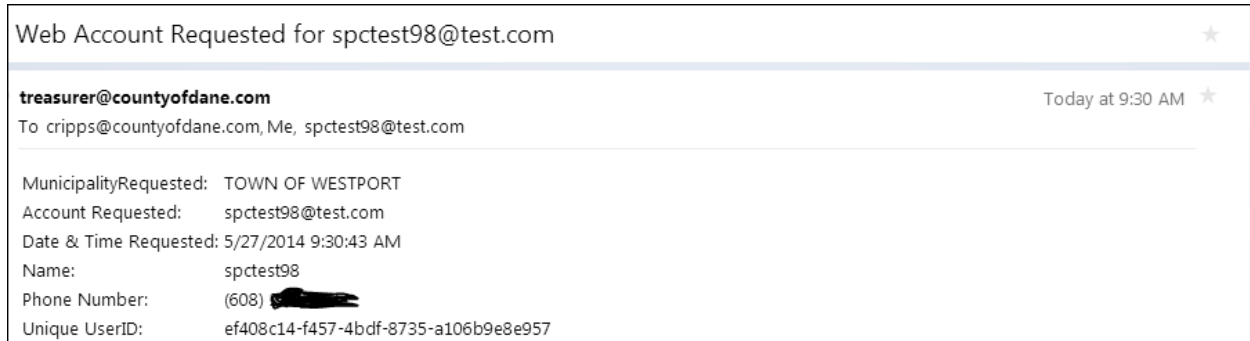 Web Account Requested for spctest98@test.com
treasurer@countyofdane.com Today at 9:30 AM
To cripps@countyofdane.com, Me, spctest98@test.com
MunicipalityRequested: TOWN OF WESTPORT
Account Requested: spctest98@test.com
Date & Time Requested: 5/27/2014 9:30:43 AM
Name: spctest98
Phone Number: (608)
Unique UserID: ef408c14-f457-4bdf-8735-a106b9e8e957